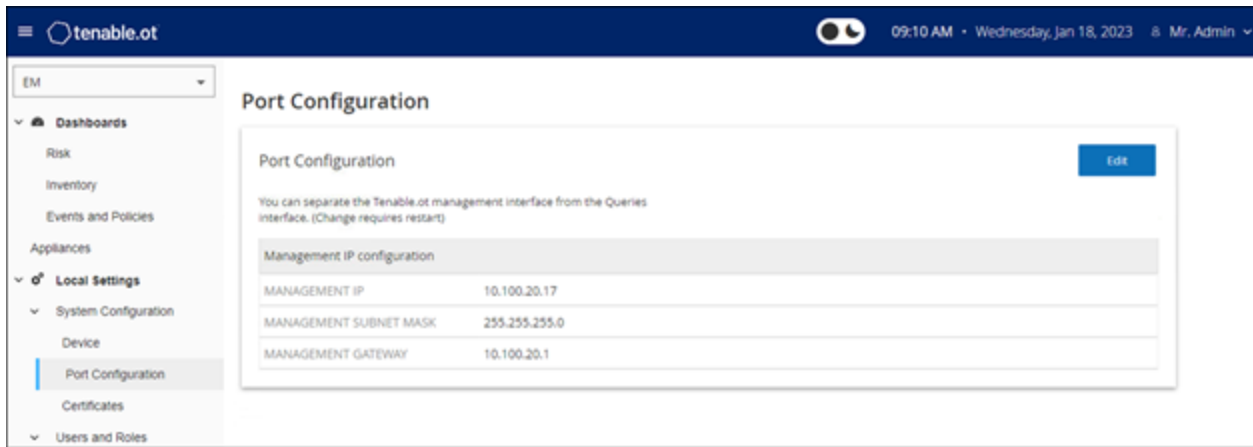 tenable.ot
09:10 AM • Wednesday, Jan 18, 2023 Mr. Admin
EM
Dashboards
Risk
Inventory
Events and Policies
Appliances
Local Settings
System Configuration
Device
Port Configuration
Certificates
Users and Roles
Port Configuration
Port Configuration
Edit
You can separate the Tenable.ot management interface from the Queries
interface. (Change requires restart)
Management IP configuration
MANAGEMENT IP 10.100.20.17
MANAGEMENT SUBNET MASK 255.255.255.0
MANAGEMENT GATEWAY 10.100.20.1